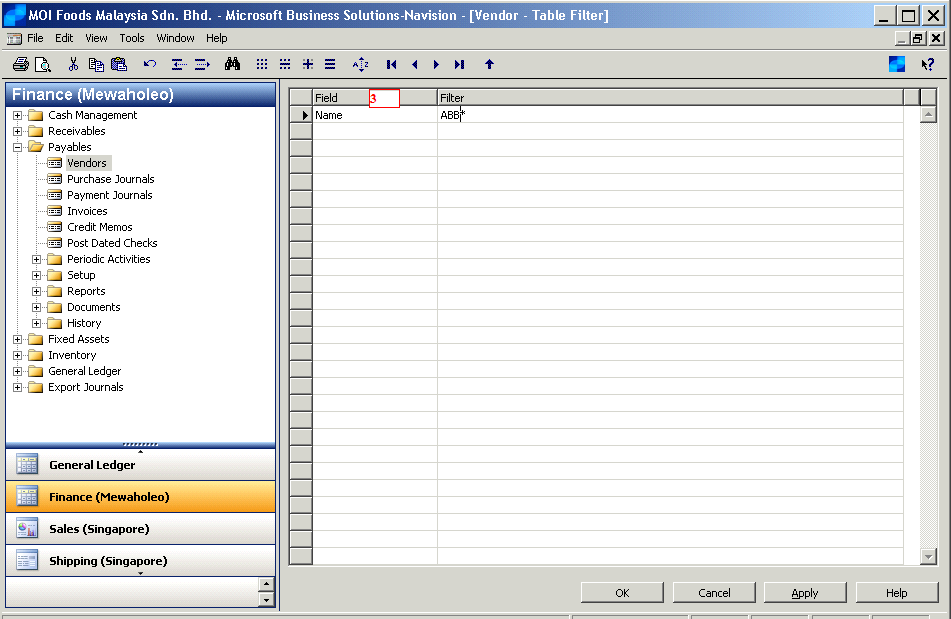 MOI Foods Malaysia Sdn. Bhd. - Microsoft Business Solutions-Navision - [Vendor - Table Filter]
File Edit View Tools Window Help
Finance (Mewaholeo)
Cash Management
Receivables
Payables
Vendors
Purchase Journals
Payment Journals
Invoices
Credit Memos
Post Dated Checks
Periodic Activities
Setup
Reports
Documents
History
Fixed Assets
Inventory
General Ledger
Export Journals
General Ledger
Finance (Mewaholeo)
Sales (Singapore)
Shipping (Singapore)
Field 3 Filter
Name ABB*
OK Cancel Apply Help